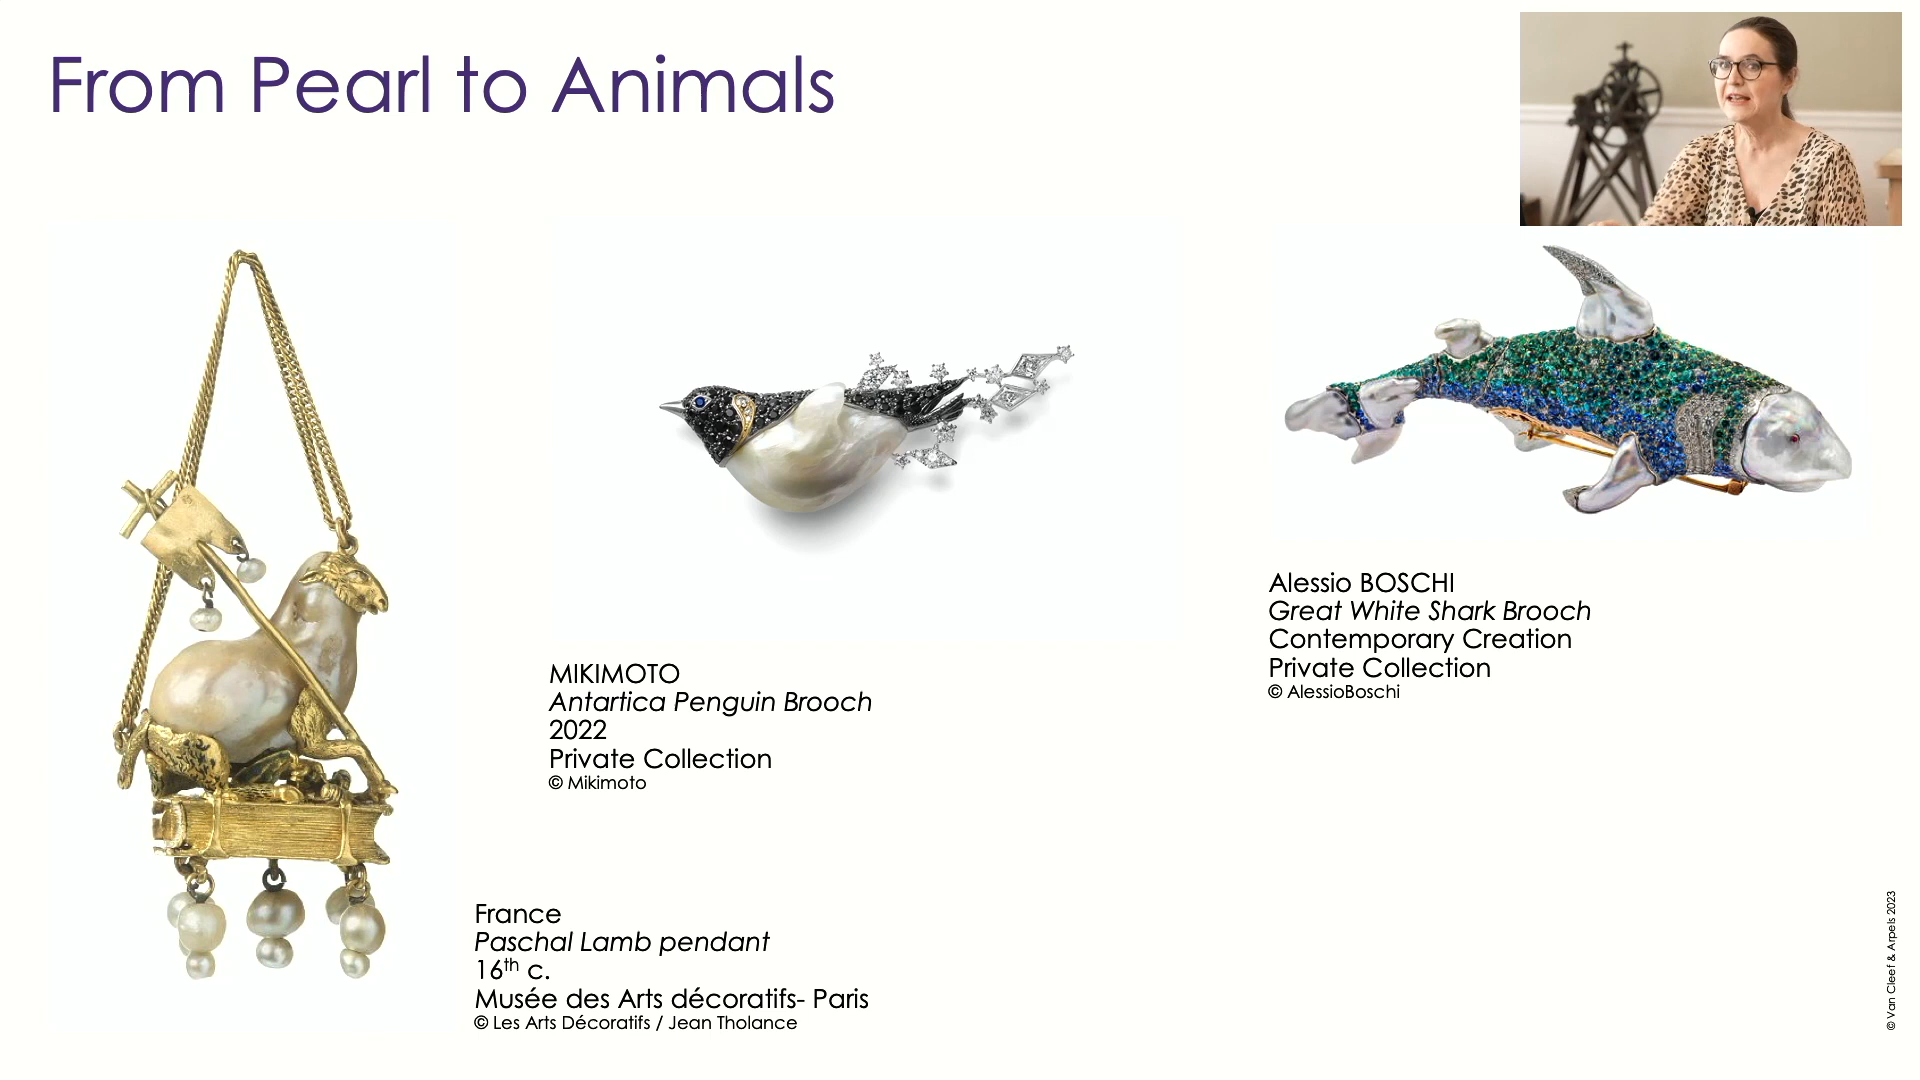 From Pearl to Animals
France
Paschal Lamb pendant
16th c.
Musée des Arts décoratifs- Paris
© Les Arts Décoratifs / Jean Tholance
MIKIMOTO
Antartica Penguin Brooch
2022
Private Collection
© Mikimoto
Alessio BOSCHI
Great White Shark Brooch
Contemporary Creation
Private Collection
© AlessioBoschi
© Van Cleef & Arpels 2023